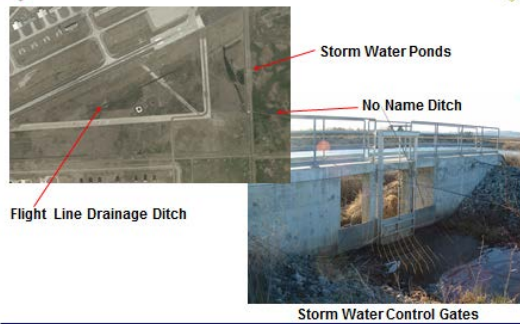 Storm Water Ponds
No Name Ditch
Flight Line Drainage Ditch
Storm Water Control Gates